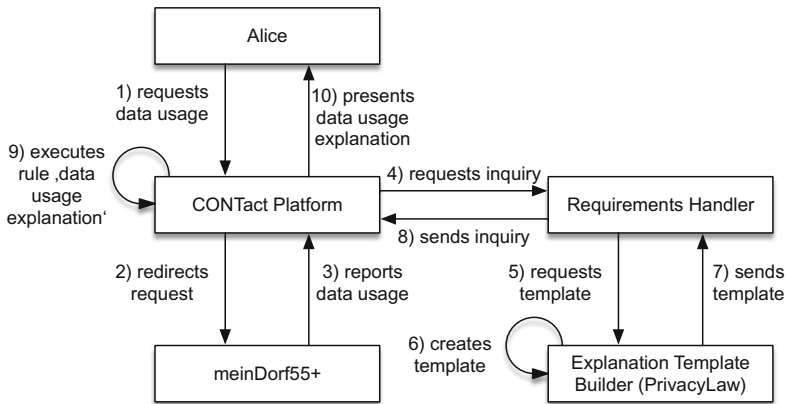 Alice
1) requests
data usage
10) presents
data usage
explanation
9) executes
rule ‚data
usage
explanation‘
4) requests inquiry
CONTact Platform
Requirements Handler
8) sends inquiry
2) redirects
request
3) reports
data usage
5) requests
template
7) sends
template
6) creates
template
meinDorf55+
Explanation Template
Builder (PrivacyLaw)